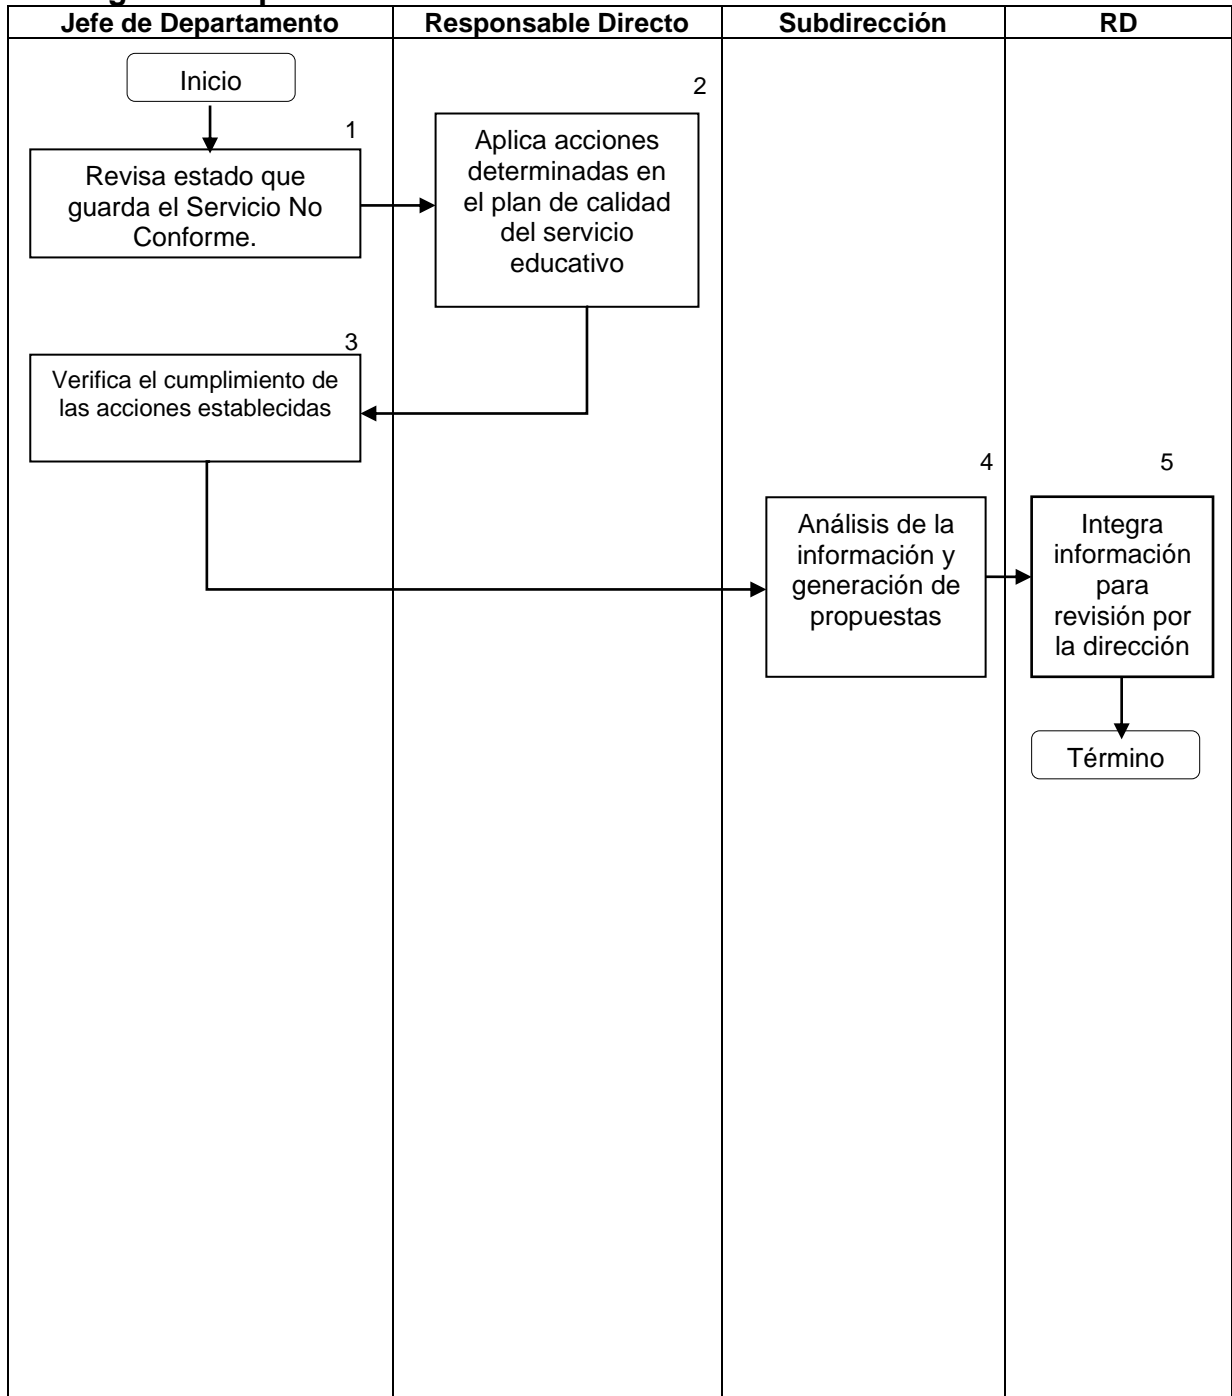 Jefe de Departamento
Responsable Directo
Subdirección
RD
Inicio
1
Revisa estado que
guarda el Servicio No
Conforme.
2
Aplica acciones
determinadas en
el plan de calidad
del servicio
educativo
3
Verifica el cumplimiento de
las acciones establecidas
4
Análisis de la
información y
generación de
propuestas
5
Integra
información
para
revisión por
la dirección
Término